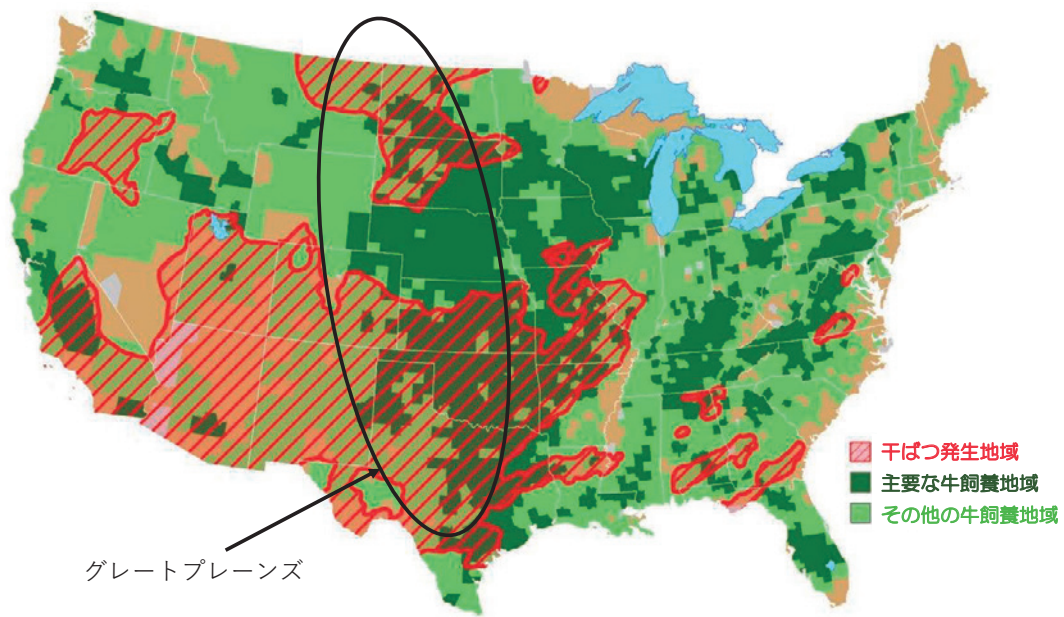 干ばつ発生地域
主要な牛飼養地域
その他の牛飼養地域
グレートプレーンズ